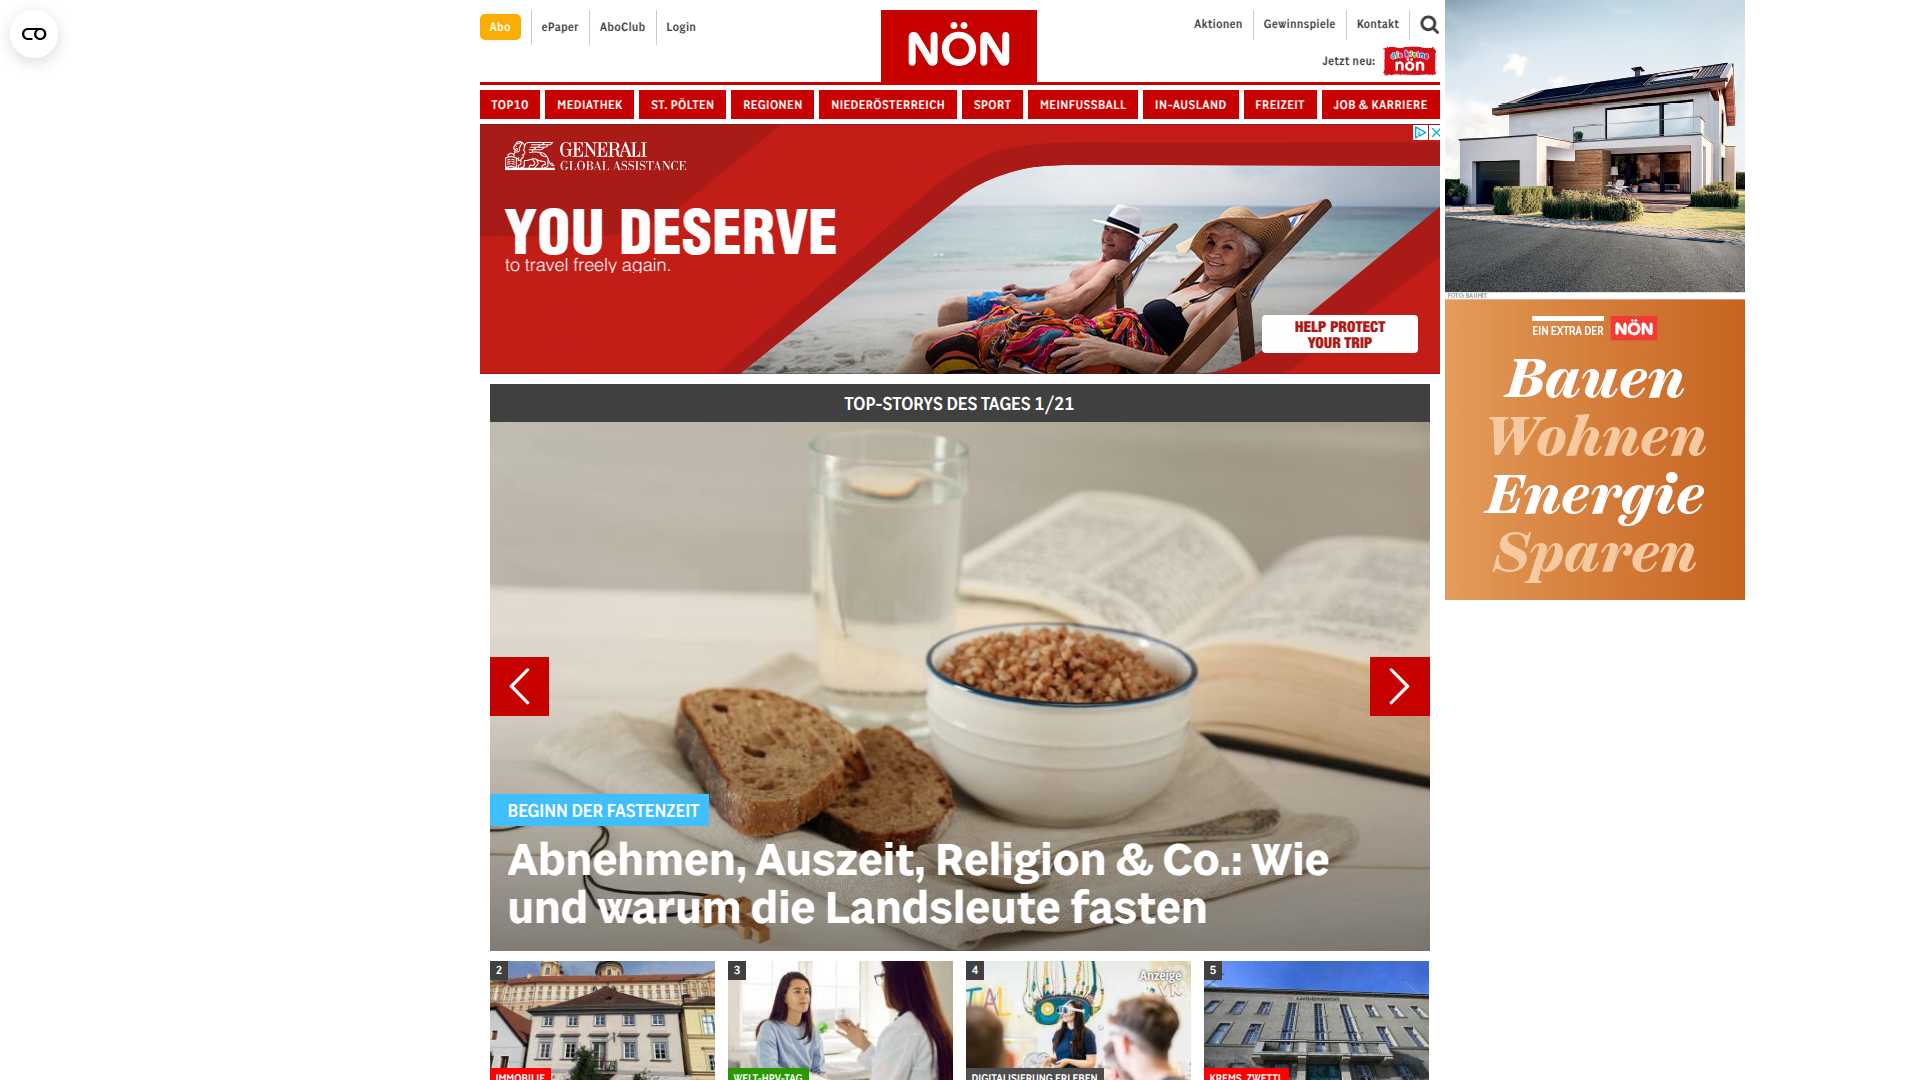 Abo
ePaper
AboClub
Login
NÖN
Aktionen
Gewinnspiele
Kontakt
Jetzt neu:
die kleine
nön
TOP10
MEDIATHEK
ST. PÖLTEN
REGIONEN
NIEDERÖSTERREICH
SPORT
MEINFUSSBALL
IN-AUSLAND
FREIZEIT
JOB & KARRIERE
GENERALI
GLOBAL ASSISTANCE
YOU DESERVE
to travel freely again.
HELP PROTECT
YOUR TRIP
FOTO: BAUMIT
EIN EXTRA DER NÖN
Bauen
Wohnen
Energie
Sparen
TOP-STORYS DES TAGES 1/21
BEGINN DER FASTENZEIT
Abnehmen, Auszeit, Religion & Co.: Wie
und warum die Landsleute fasten
2
IMMOBILIE
3
WELT-HPV-TAG
4
Anzeige
DIGITALISIERUNG ERLEBEN
5
KREMS, ZWETTL